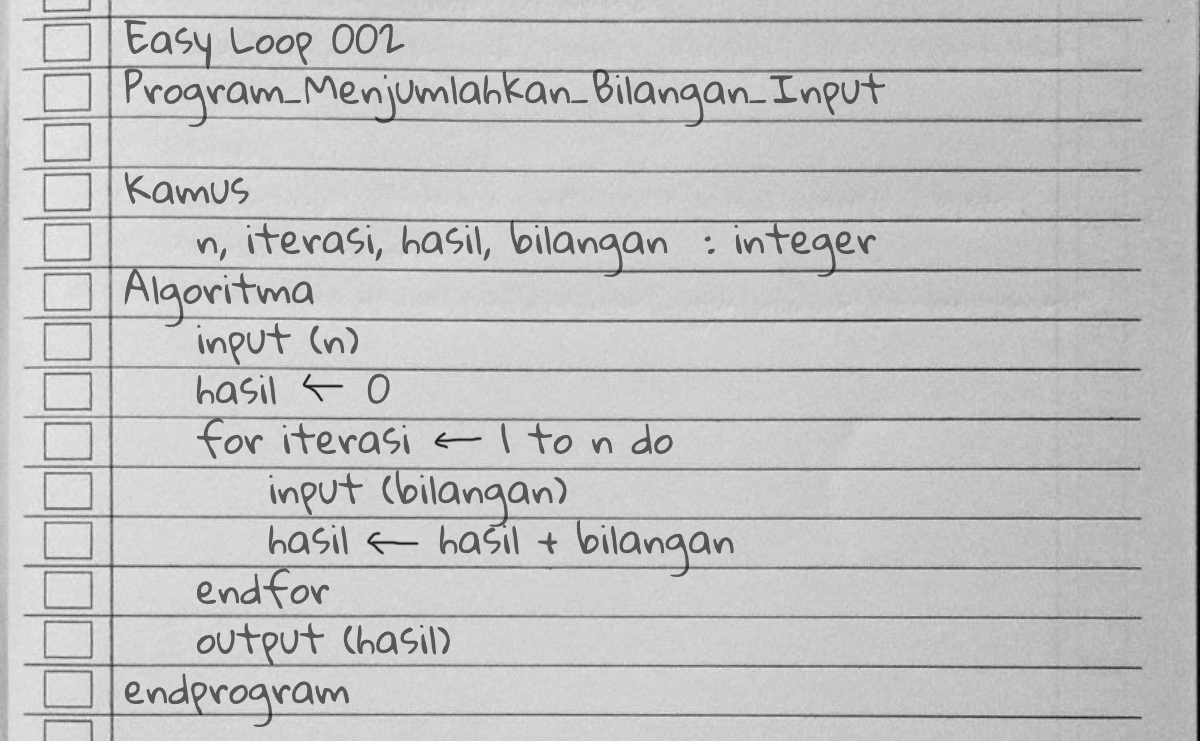 Easy Loop 002
Program_Menjumlahkan_Bilangan_Input
Kamus
n, iterasi, hasil, bilangan : integer
Algoritma
input (n)
hasil ← 0
for iterasi ← 1 to n do
input (bilangan)
hasil ← hasil + bilangan
endfor
output (hasil)
endprogram